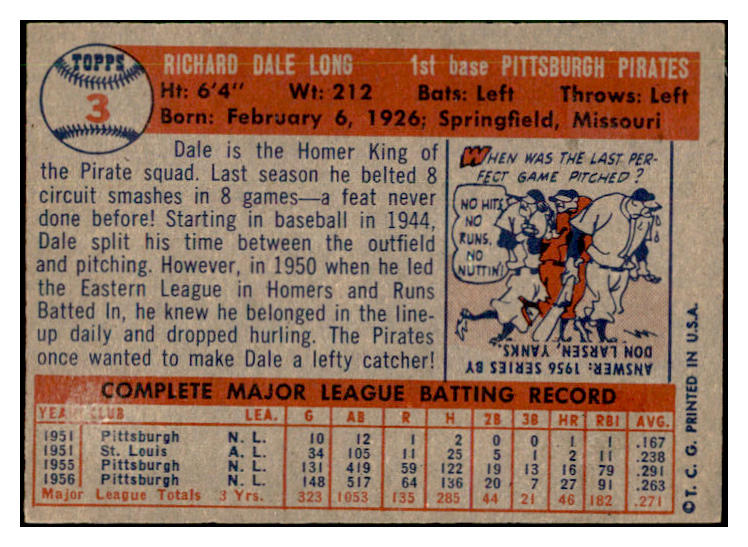 TOPPS
3
RICHARD DALE LONG 1st base PITTSBURGH PIRATES
Ht: 6'4" Wt: 212 Bats: Left Throws: Left
Born: February 6, 1926; Springfield, Missouri
Dale is the Homer King of
the Pirate squad. Last season he belted 8
circuit smashes in 8 games—a feat never
done before! Starting in baseball in 1944,
Dale split his time between the outfield
and pitching. However, in 1950 when he led
the Eastern League in Homers and Runs
Batted In, he knew he belonged in the line-
up daily and dropped hurling. The Pirates
once wanted to make Dale a lefty catcher!
WHEN WAS THE LAST PER-
FECT GAME PITCHED?
NO HITS
NO
RUNS,
NO
NUTTIN'!
ANSWER: 1956 SERIES BY
DON LARSEN, YANKS.
COMPLETE MAJOR LEAGUE BATTING RECORD
YEAR CLUB LEA. G AB R H 2B 3B HR RBI AVG.
1951 Pittsburgh N. L. 10 12 1 2 0 0 1 1 .167
1951 St. Louis A. L. 34 105 11 25 5 1 2 11 .238
1955 Pittsburgh N. L. 131 419 59 122 19 13 16 79 .291
1956 Pittsburgh N. L. 148 517 64 136 20 7 27 91 .263
Major League Totals 3 Yrs. 323 1053 135 285 44 21 46 182 .271
© T. C. G. PRINTED IN U.S.A.